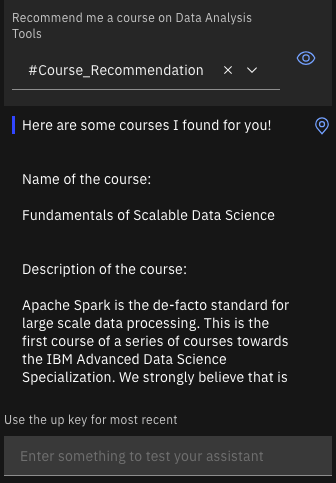 Recommend me a course on Data Analysis
Tools
#Course_Recommendation
Here are some courses I found for you!
Name of the course:
Fundamentals of Scalable Data Science
Description of the course:
Apache Spark is the de-facto standard for
large scale data processing. This is the
first course of a series of courses towards
the IBM Advanced Data Science
Specialization. We strongly believe that is
Use the up key for most recent
Enter something to test your assistant